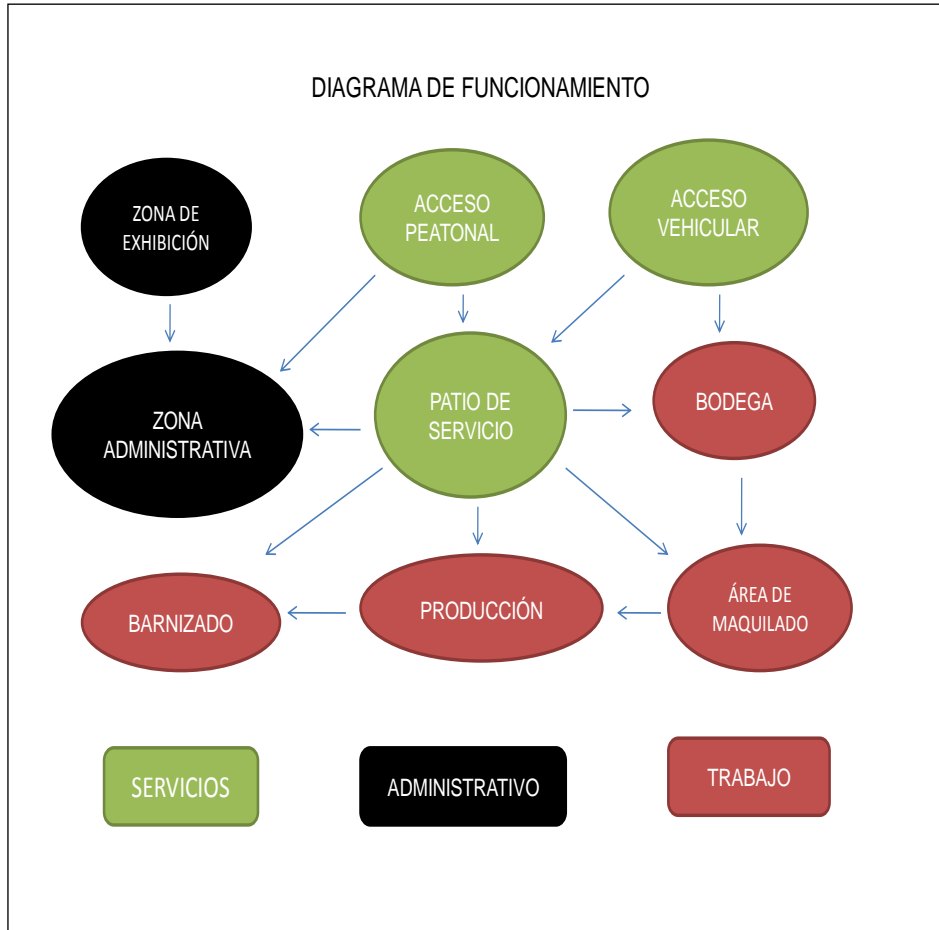 DIAGRAMA DE FUNCIONAMIENTO
ZONA DE
EXHIBICIÓN
ACCESO
PEATONAL
ACCESO
VEHICULAR
ZONA
ADMINISTRATIVA
PATIO DE
SERVICIO
BODEGA
BARNIZADO
PRODUCCIÓN
ÁREA DE
MAQUILADO
SERVICIOS
ADMINISTRATIVO
TRABAJO